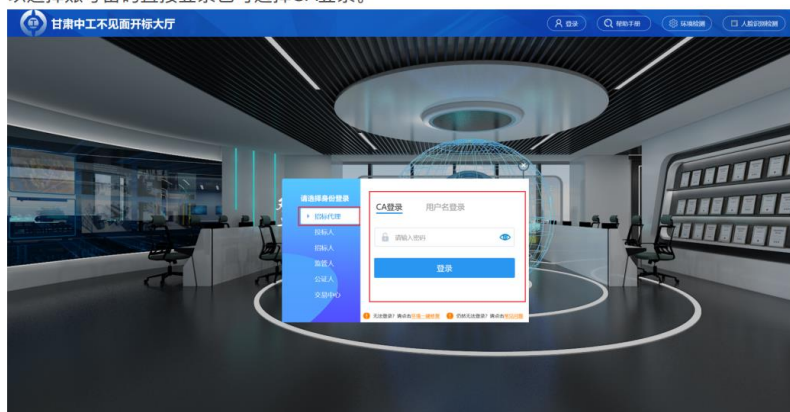 以选择账号密码直接登录也可选择CA登录。
甘肃中工不见面开标大厅
登录
帮助手册
环境检测
人脸识别检测
请选择身份登录
招标代理
投标人
招标人
监管人
公证人
交易中心
CA登录 用户名登录
请输入密码
登录
无法登录？请点击
仍然无法登录？请点击